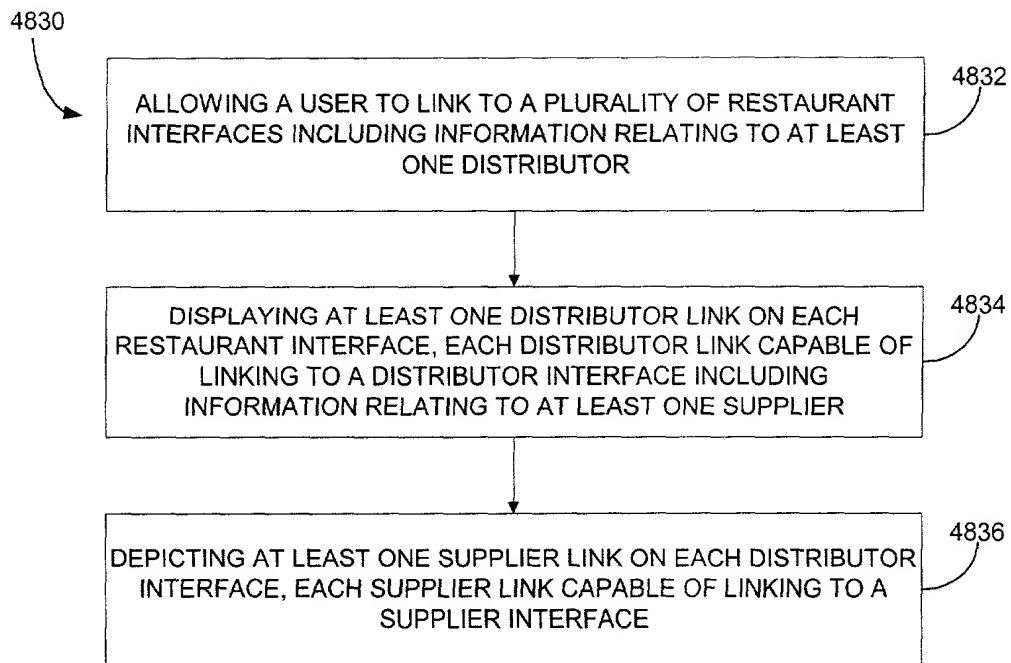 4830
4832
ALLOWING A USER TO LINK TO A PLURALITY OF RESTAURANT
INTERFACES INCLUDING INFORMATION RELATING TO AT LEAST
ONE DISTRIBUTOR
4834
DISPLAYING AT LEAST ONE DISTRIBUTOR LINK ON EACH
RESTAURANT INTERFACE, EACH DISTRIBUTOR LINK CAPABLE OF
LINKING TO A DISTRIBUTOR INTERFACE INCLUDING
INFORMATION RELATING TO AT LEAST ONE SUPPLIER
4836
DEPICTING AT LEAST ONE SUPPLIER LINK ON EACH DISTRIBUTOR
INTERFACE, EACH SUPPLIER LINK CAPABLE OF LINKING TO A
SUPPLIER INTERFACE